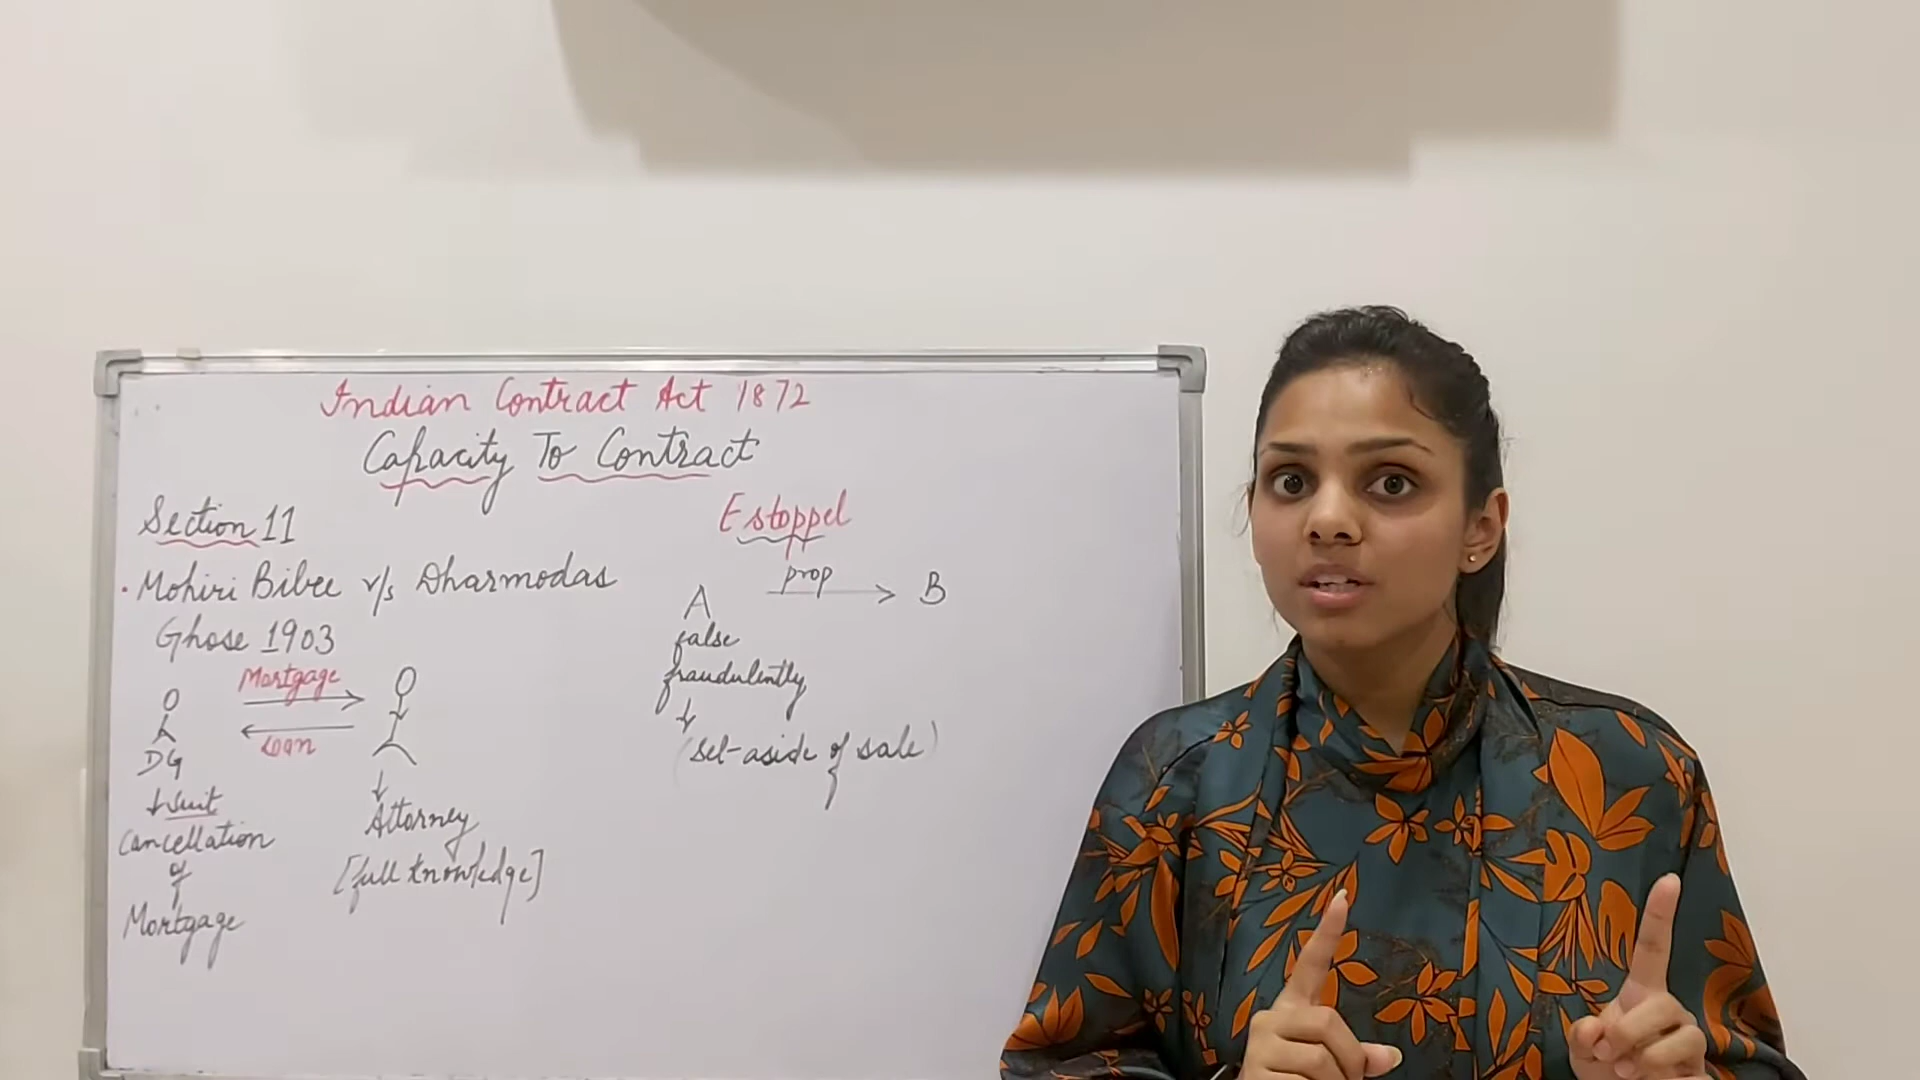 Indian Contract Act 1872
Capacity To Contract
Section 11
• Mohiri Bibee v/s Dharmodas
Ghose 1903
Mortgage
Loan
DG
Suit
Cancellation
of
Mortgage
Attorney
[full knowledge]
Estoppel
A
prop
B
false
fraudulently
(set-aside of sale)